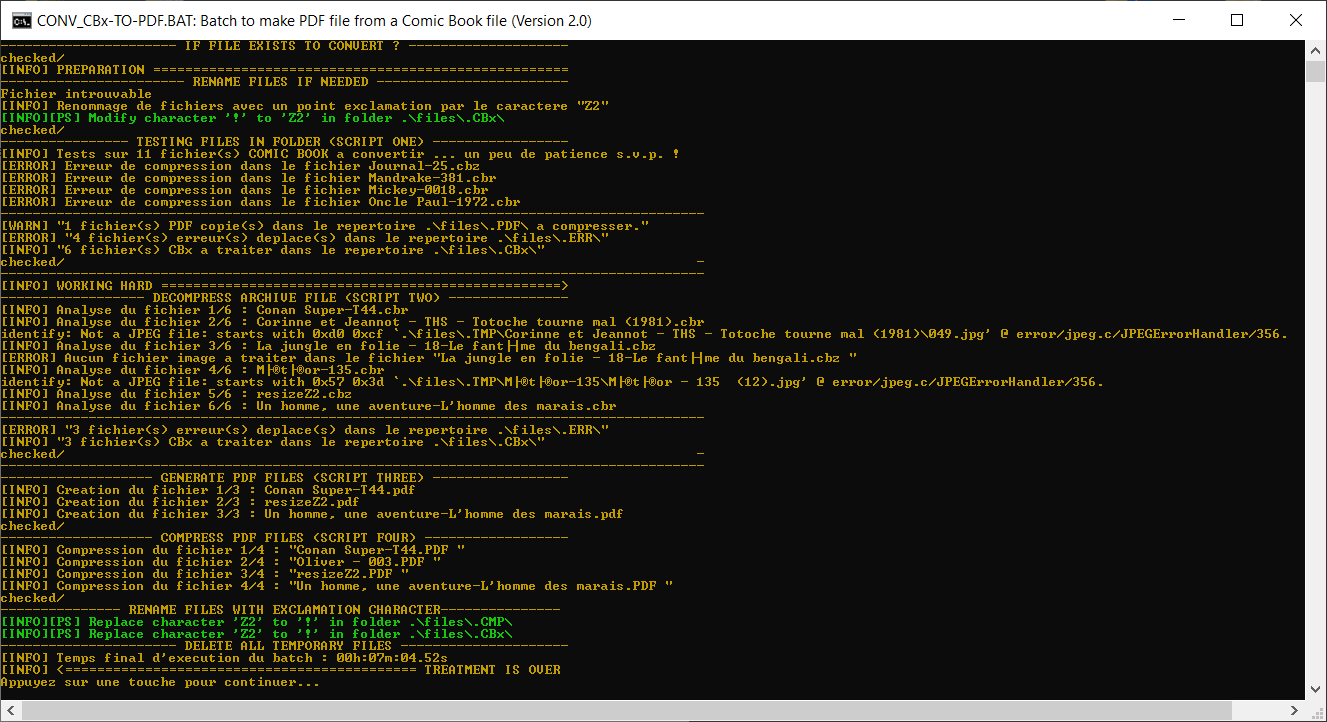 CONV_CBx-TO-PDF.BAT: Batch to make PDF file from a Comic Book file (Version 2.0)
---------------------- IF FILE EXISTS TO CONVERT ? --------------------
checked/
[INFO] PREPARATION ====================================================
----------------------- RENAME FILES IF NEEDED ------------------------
Fichier introuvable
[INFO] Renommage de fichiers avec un point exclamation par le caractere "Z2"
[INFO][PS] Modify character '!' to 'Z2' in folder .\files\.CBx\
checked/
---------------- TESTING FILES IN FOLDER (SCRIPT ONE) -----------------
[INFO] Tests sur 11 fichier(s) COMIC BOOK a convertir ... un peu de patience s.v.p. !
[ERROR] Erreur de compression dans le fichier Journal-25.cbz
[ERROR] Erreur de compression dans le fichier Mandrake-381.cbr
[ERROR] Erreur de compression dans le fichier Mickey-0018.cbr
[ERROR] Erreur de compression dans le fichier Oncle Paul-1972.cbr
----------------------------------------------------------------------------------------
[WARN] "1 fichier(s) PDF copie(s) dans le repertoire .\files\.PDF\ a compresser."
[ERROR] "4 fichier(s) erreur(s) deplace(s) dans le repertoire .\files\.ERR\"
[INFO] "6 fichier(s) CBx a traiter dans le repertoire .\files\.CBx\"
checked/ -
----------------------------------------------------------------------------------------
[INFO] WORKING HARD ==================================================>
------------------ DECOMPRESS ARCHIVE FILE (SCRIPT TWO) ---------------
[INFO] Analyse du fichier 1/6 : Conan Super-T44.cbr
[INFO] Analyse du fichier 2/6 : Corinne et Jeannot - THS - Totoche tourne mal (1981).cbr
identify: Not a JPEG file: starts with 0xd0 0xcf `.\files\.TMP\Corinne et Jeannot - THS - Totoche tourne mal (1981)\049.jpg' @ error/jpeg.c/JPEGErrorHandler/356.
[INFO] Analyse du fichier 3/6 : La jungle en folie - 18-Le fant├┤me du bengali.cbz
[ERROR] Aucun fichier image a traiter dans le fichier "La jungle en folie - 18-Le fant├┤me du bengali.cbz "
[INFO] Analyse du fichier 4/6 : M├®t├®or-135.cbr
identify: Not a JPEG file: starts with 0x57 0x3d `.\files\.TMP\M├®t├®or-135\M├®t├®or - 135  (12).jpg' @ error/jpeg.c/JPEGErrorHandler/356.
[INFO] Analyse du fichier 5/6 : resizeZ2.cbz
[INFO] Analyse du fichier 6/6 : Un homme, une aventure-L'homme des marais.cbr
----------------------------------------------------------------------------------------
[ERROR] "3 fichier(s) erreur(s) deplace(s) dans le repertoire .\files\.ERR\"
[INFO] "3 fichier(s) CBx a traiter dans le repertoire .\files\.CBx\"
checked/ -
----------------------------------------------------------------------------------------
------------------- GENERATE PDF FILES (SCRIPT THREE) -----------------
[INFO] Creation du fichier 1/3 : Conan Super-T44.pdf
[INFO] Creation du fichier 2/3 : resizeZ2.pdf
[INFO] Creation du fichier 3/3 : Un homme, une aventure-L'homme des marais.pdf
checked/
------------------- COMPRESS PDF FILES (SCRIPT FOUR) ------------------
[INFO] Compression du fichier 1/4 : "Conan Super-T44.PDF "
[INFO] Compression du fichier 2/4 : "Oliver - 003.PDF "
[INFO] Compression du fichier 3/4 : "resizeZ2.PDF "
[INFO] Compression du fichier 4/4 : "Un homme, une aventure-L'homme des marais.PDF "
checked/
--------------- RENAME FILES WITH EXCLAMATION CHARACTER---------------
[INFO][PS] Replace character 'Z2' to '!' in folder .\files\.CMP\
[INFO][PS] Replace character 'Z2' to '!' in folder .\files\.CBx\
---------------------- DELETE ALL TEMPORARY FILES ---------------------
[INFO] Temps final d'execution du batch : 00h:07m:04.52s
[INFO] <============================================ TREATMENT IS OVER
Appuyez sur une touche pour continuer...